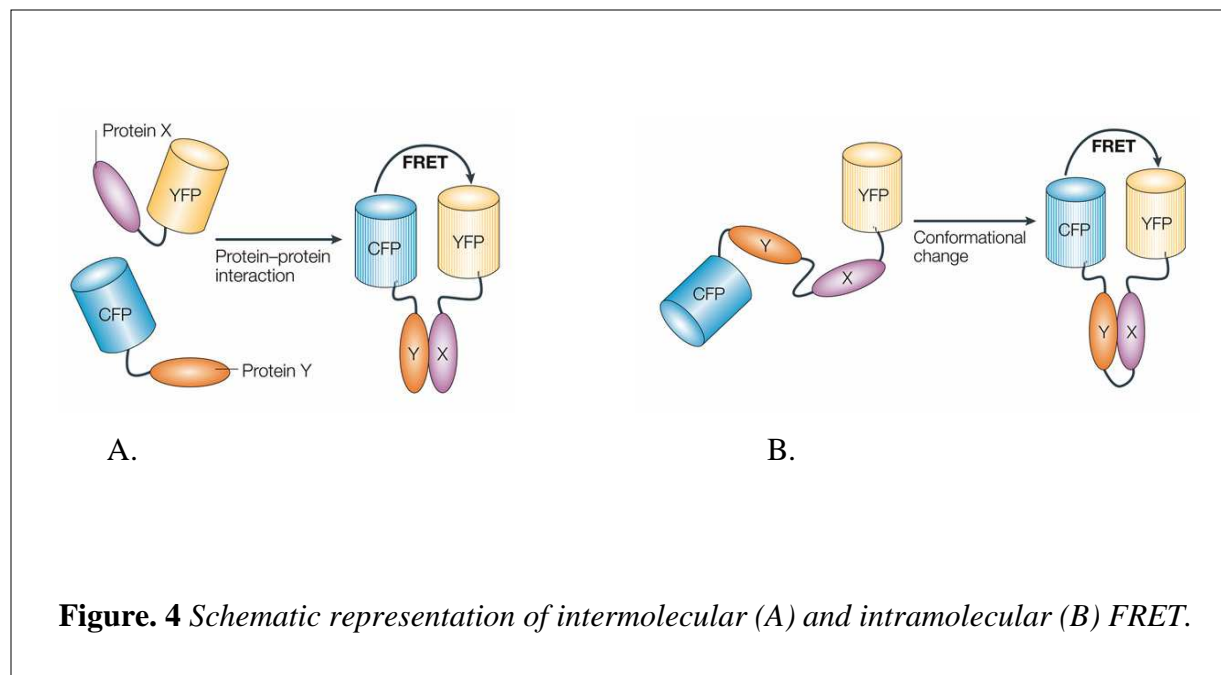 Protein X
YFP
CFP
Protein Y
Protein–protein
interaction
FRET
CFP
YFP
Y
X
A.
CFP
Y
X
YFP
Conformational
change
FRET
CFP
YFP
Y
X
B.
Figure. 4 Schematic representation of intermolecular (A) and intramolecular (B) FRET.